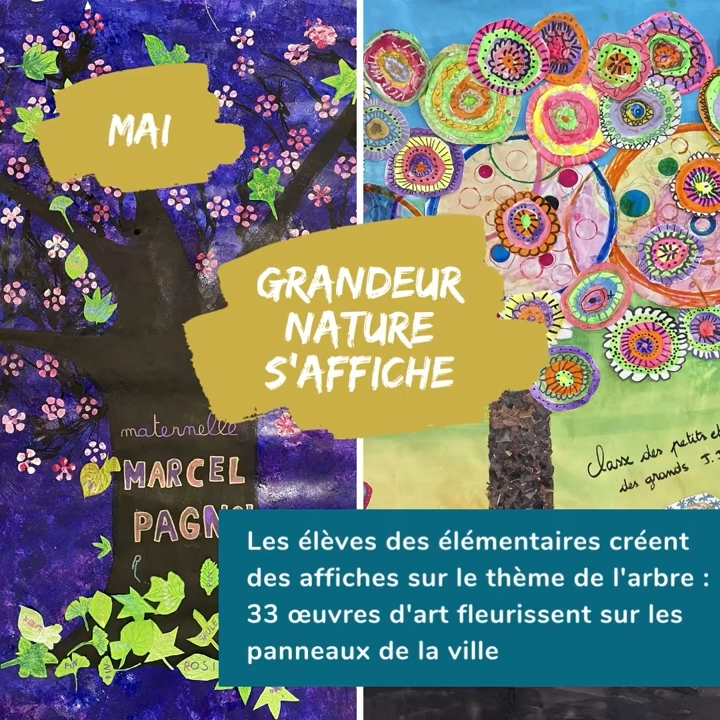 MAI
GRANDEUR
NATURE
S'AFFICHE
maternelle
MARCEL
Classe des petits et
des grands J.J
Les élèves des élémentaires créent
des affiches sur le thème de l'arbre :
33 œuvres d'art fleurissent sur les
panneaux de la ville